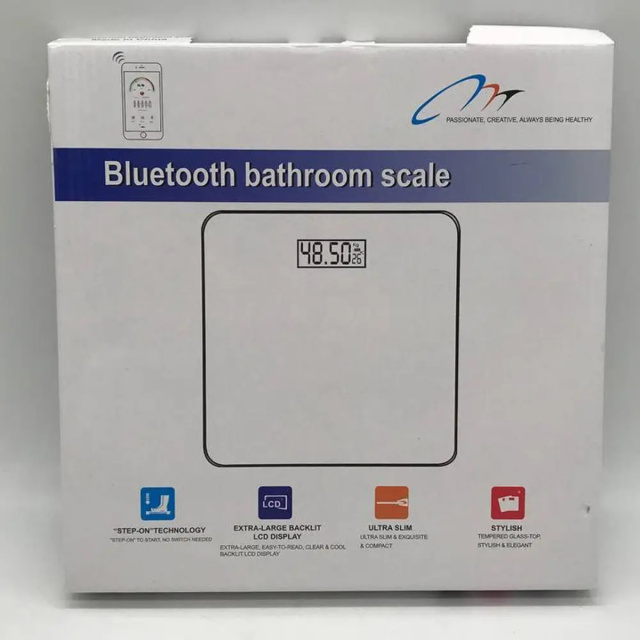 PASSIONATE, CREATIVE, ALWAYS BEING HEALTHY
Bluetooth bathroom scale
48.50
"STEP-ON"TECHNOLOGY
"STEP-ON" TO START, NO SWITCH NEEDED
LCD
EXTRA-LARGE BACKLIT
LCD DISPLAY
EXTRA-LARGE, EASY-TO-READ, CLEAR & COOL
BACKLIT LCD DISPLAY
ULTRA SLIM
ULTRA SLIM & EXQUISITE
& COMPACT
STYLISH
TEMPERED GLASS-TOP,
STYLISH & ELEGANT